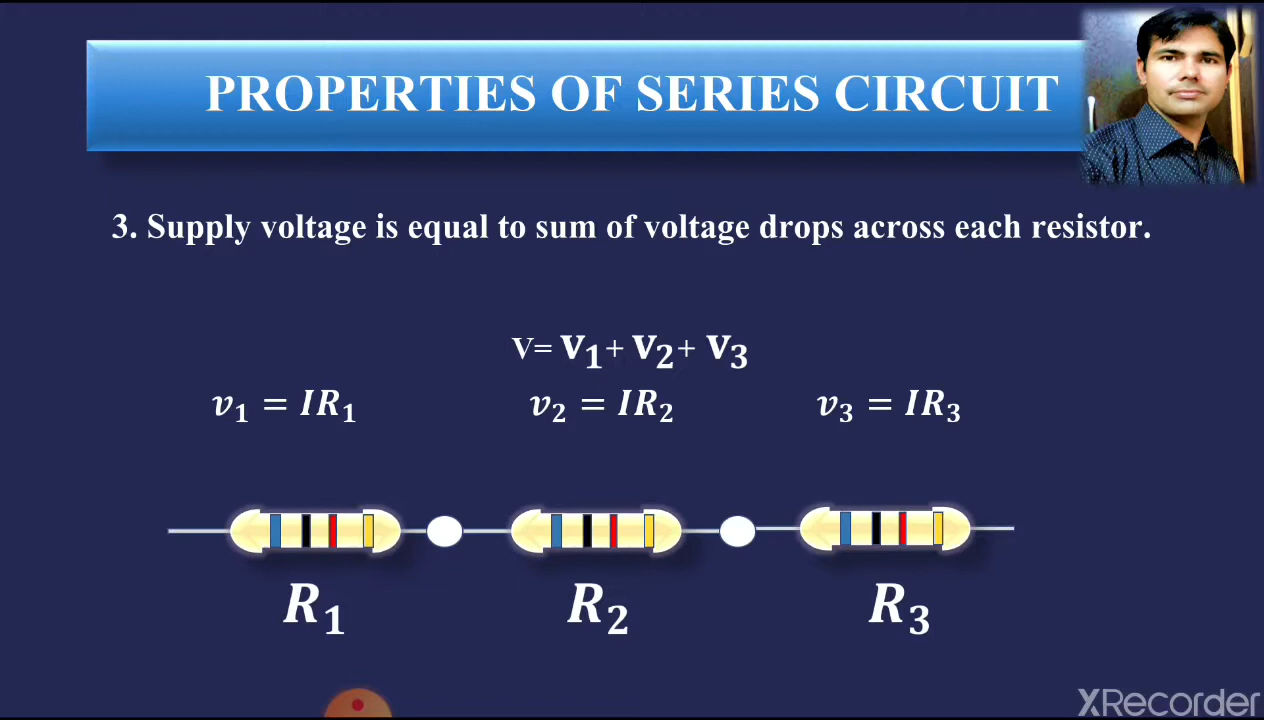 PROPERTIES OF SERIES CIRCUIT
3. Supply voltage is equal to sum of voltage drops across each resistor.
V= V₁+ V₂+ V₃
v₁ = IR₁ v₂ = IR₂ v₃ = IR₃
R₁ R₂ R₃
XRecorder